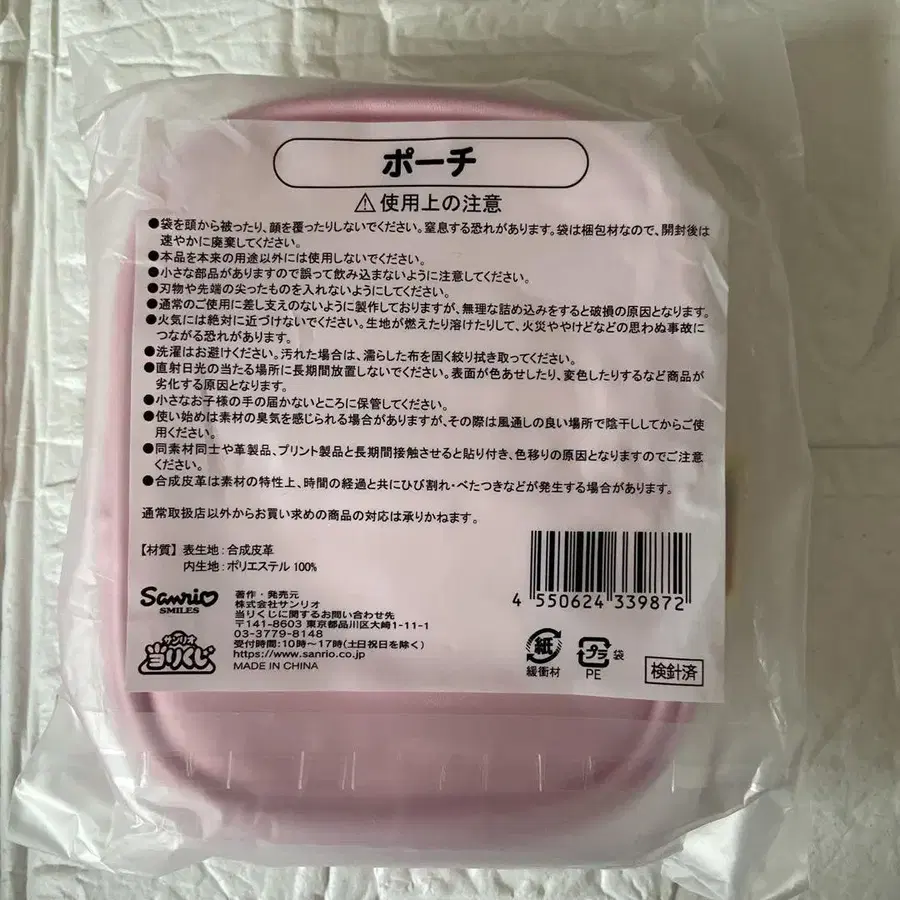 ポーチ
⚠使用上の注意
●袋を頭から被ったり、顔を覆ったりしないでください。窒息する恐れがあります。袋は梱包材なので、開封後は
速やかに廃棄してください。
●本品を本来の用途以外には使用しないでください。
●小さな部品がありますので誤って飲み込まないように注意してください。
●刃物や先端の尖ったものを入れないようにしてください。
●通常のご使用に差し支えのないように製作しておりますが、無理な詰め込みをすると破損の原因となります。
●火気には絶対に近づけないでください。生地が燃えたり溶けたりして、火災ややけどなどの思わぬ事故に
つながる恐れがあります。
●洗濯はお避けください。汚れた場合は、濡らした布を固く絞り拭き取ってください。
●直射日光の当たる場所に長期間放置しないでください。表面が色あせしたり、変色したりするなど商品が
劣化する原因となります。
●小さなお子様の手の届かないところに保管してください。
●使い始めは素材の臭気を感じられる場合がありますが、その際は風通しの良い場所で陰干ししてからご使
用ください。
●同素材同士や革製品、プリント製品と長期間接触させると貼り付き、色移りの原因となりますのでご注意
ください。
●合成皮革は素材の特性上、時間の経過と共にひび割れ・べたつきなどが発生する場合があります。
通常取扱店以外からお買い求めの商品の対応は承りかねます。
【材質】 表生地：合成皮革
内生地：ポリエステル 100%
Sanrio
SMILES
サンリオ
当りくじ
著作・発売元
株式会社サンリオ
当りくじに関するお問い合わせ先
〒141-8603 東京都品川区大崎1-11-1
03-3779-8148
受付時間:10時～17時(土日祝日を除く)
https://www.sanrio.co.jp
MADE IN CHINA
4 550624 339872
紙
緩衝材
プラ 袋
PE
検針済